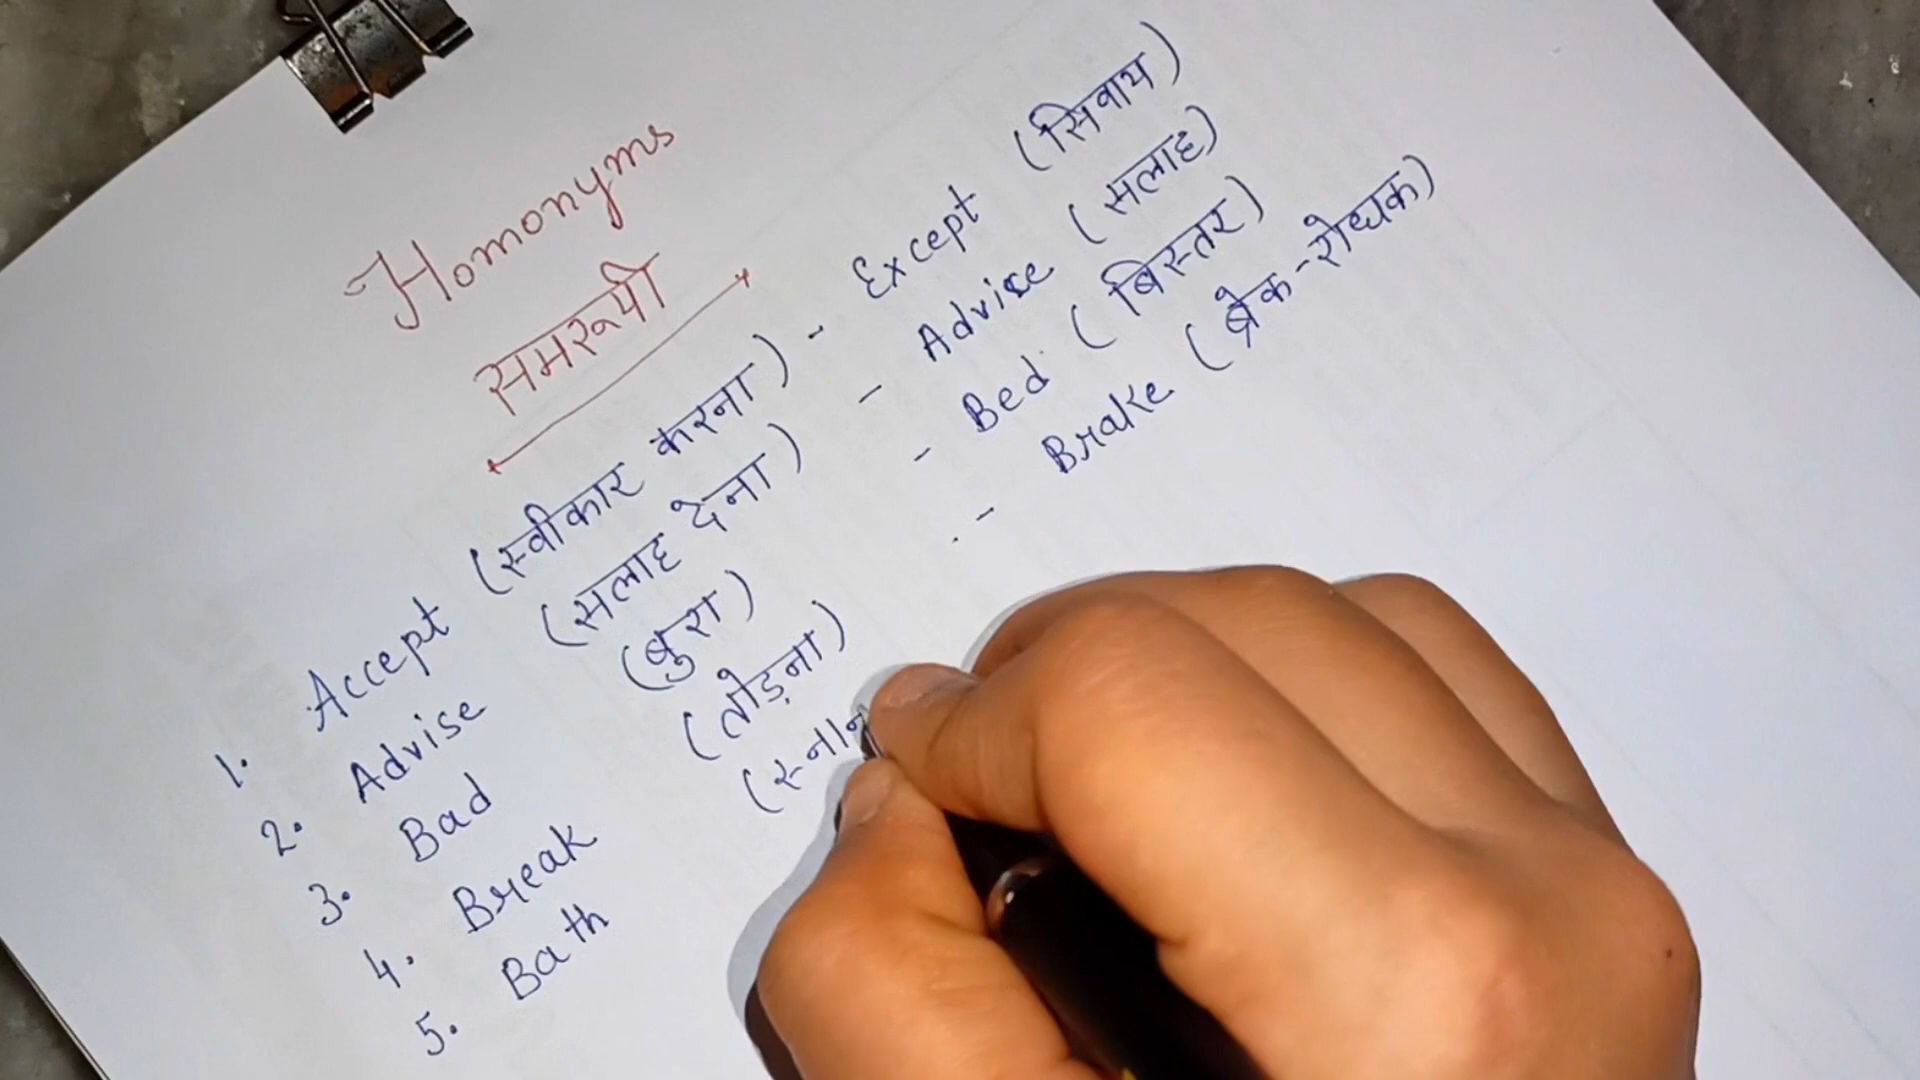 Homonyms
समरूपी
1. Accept (स्वीकार करना) - Except (सिवाय)
2. Advise (सलाह देना) - Advise (सलाह)
3. Bad (बुरा) - Bed (बिस्तर)
4. Break (तोड़ना) - Brake (ब्रेक-रोधक)
5. Bath (स्नान